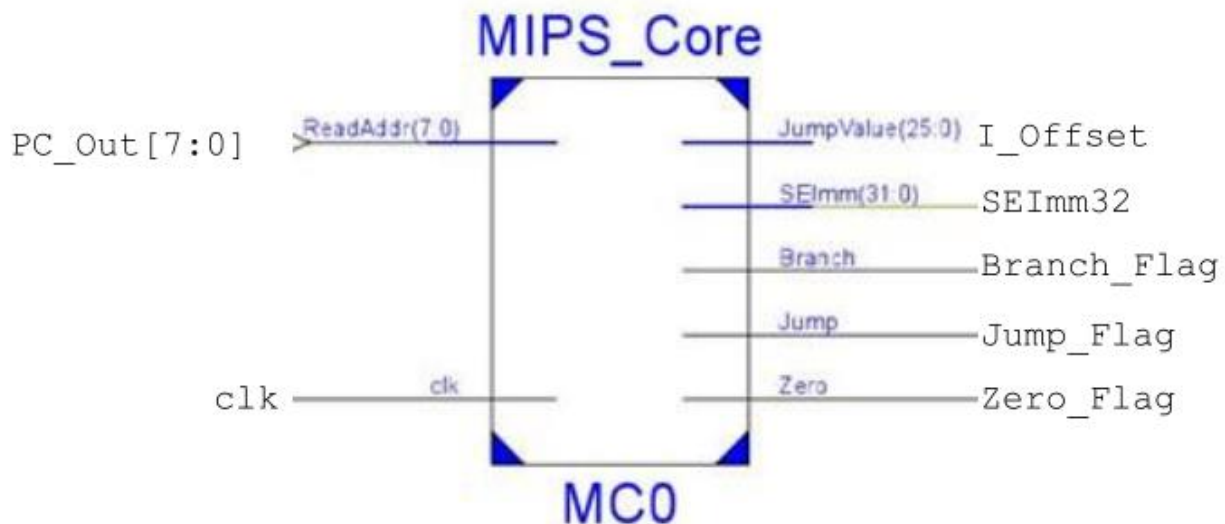 MIPS_Core
PC_Out[7:0] ReadAddr(7:0) JumpValue(25:0) I_Offset
SEImm(31:0) SEImm32
Branch Branch_Flag
Jump Jump_Flag
clk clk Zero Zero_Flag
MC0